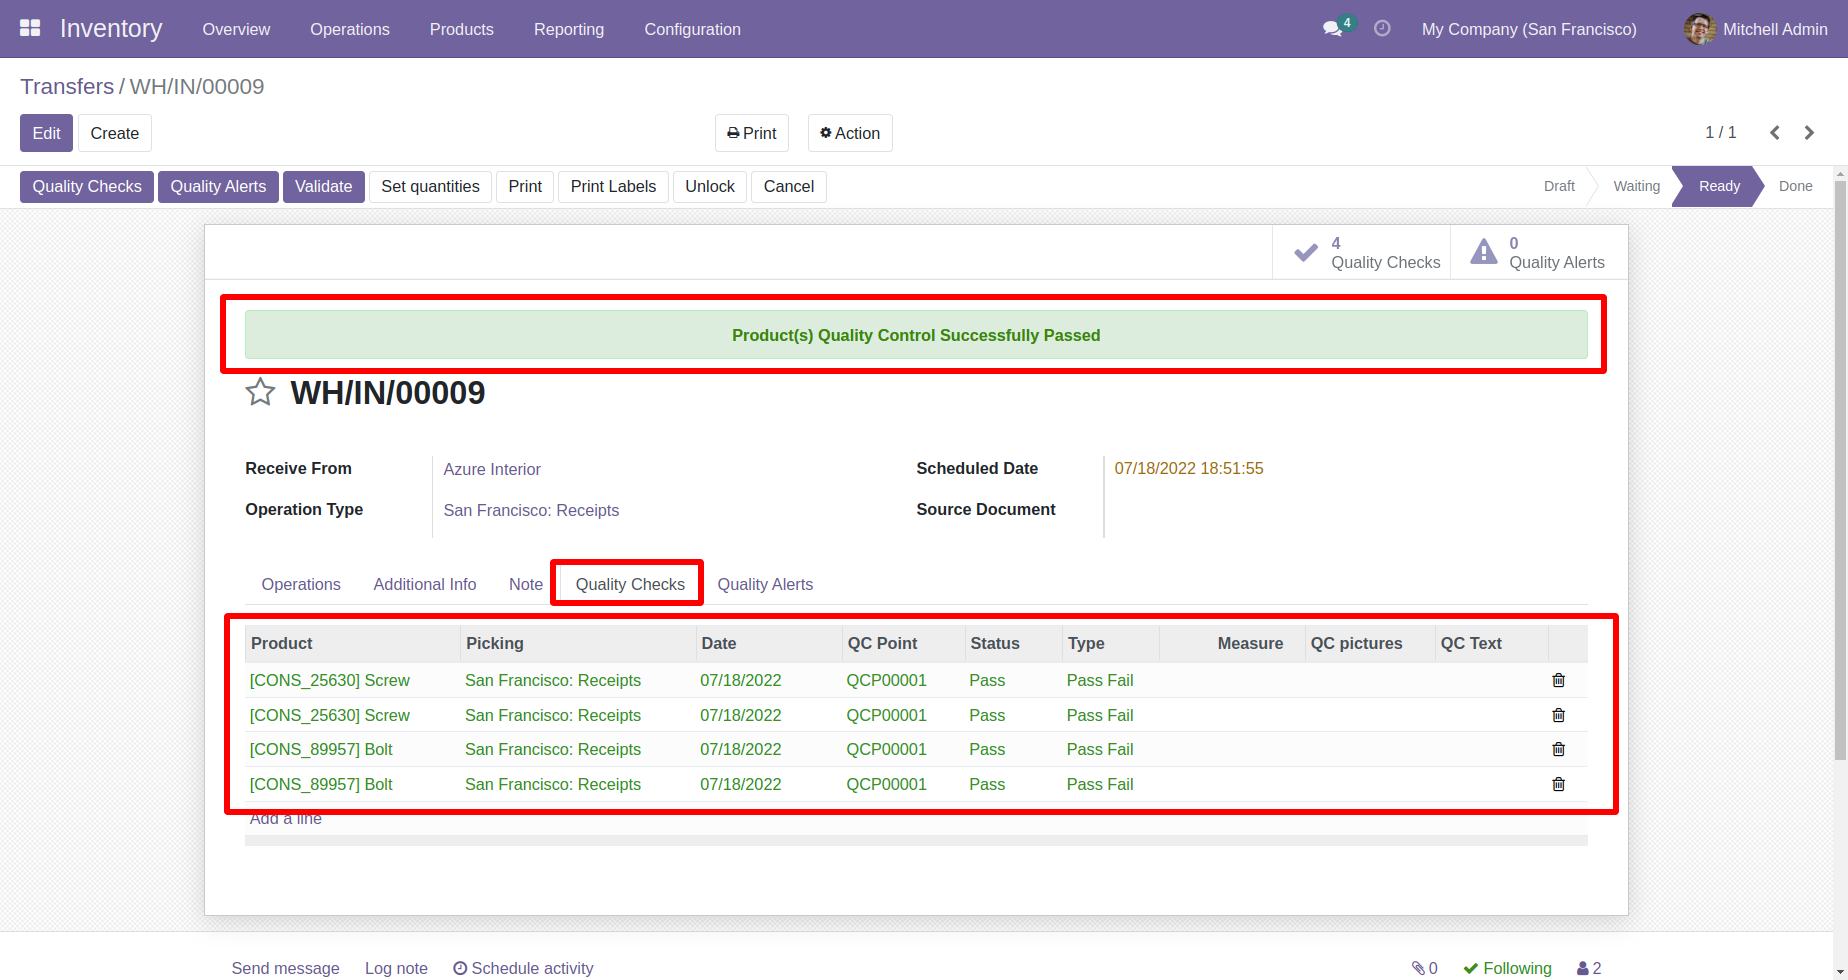 Inventory Overview Operations Products Reporting Configuration 4 My Company (San Francisco) Mitchell Admin
Transfers / WH/IN/00009
Edit Create Print Action 1 / 1
Quality Checks Quality Alerts Validate Set quantities Print Print Labels Unlock Cancel Draft Waiting Ready Done
4 Quality Checks
0 Quality Alerts
Product(s) Quality Control Successfully Passed
WH/IN/00009
Receive From Azure Interior Scheduled Date 07/18/2022 18:51:55
Operation Type San Francisco: Receipts Source Document
Operations Additional Info Note Quality Checks Quality Alerts
Product Picking Date QC Point Status Type Measure QC pictures QC Text
[CONS_25630] Screw San Francisco: Receipts 07/18/2022 QCP00001 Pass Pass Fail
[CONS_25630] Screw San Francisco: Receipts 07/18/2022 QCP00001 Pass Pass Fail
[CONS_89957] Bolt San Francisco: Receipts 07/18/2022 QCP00001 Pass Pass Fail
[CONS_89957] Bolt San Francisco: Receipts 07/18/2022 QCP00001 Pass Pass Fail
Add a line
Send message Log note Schedule activity 0 Following 2